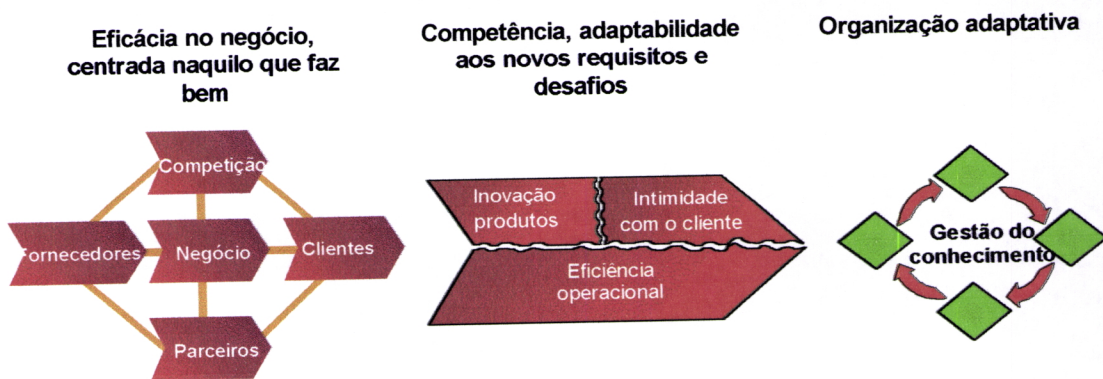 Eficácia no negócio,
centrada naquilo que faz
bem
Competição
Fornecedores
Negócio
Clientes
Parceiros
Competência, adaptabilidade
aos novos requisitos e
desafios
Inovação
produtos
Intimidade
com o cliente
Eficiência
operacional
Organização adaptativa
Gestão do
conhecimento